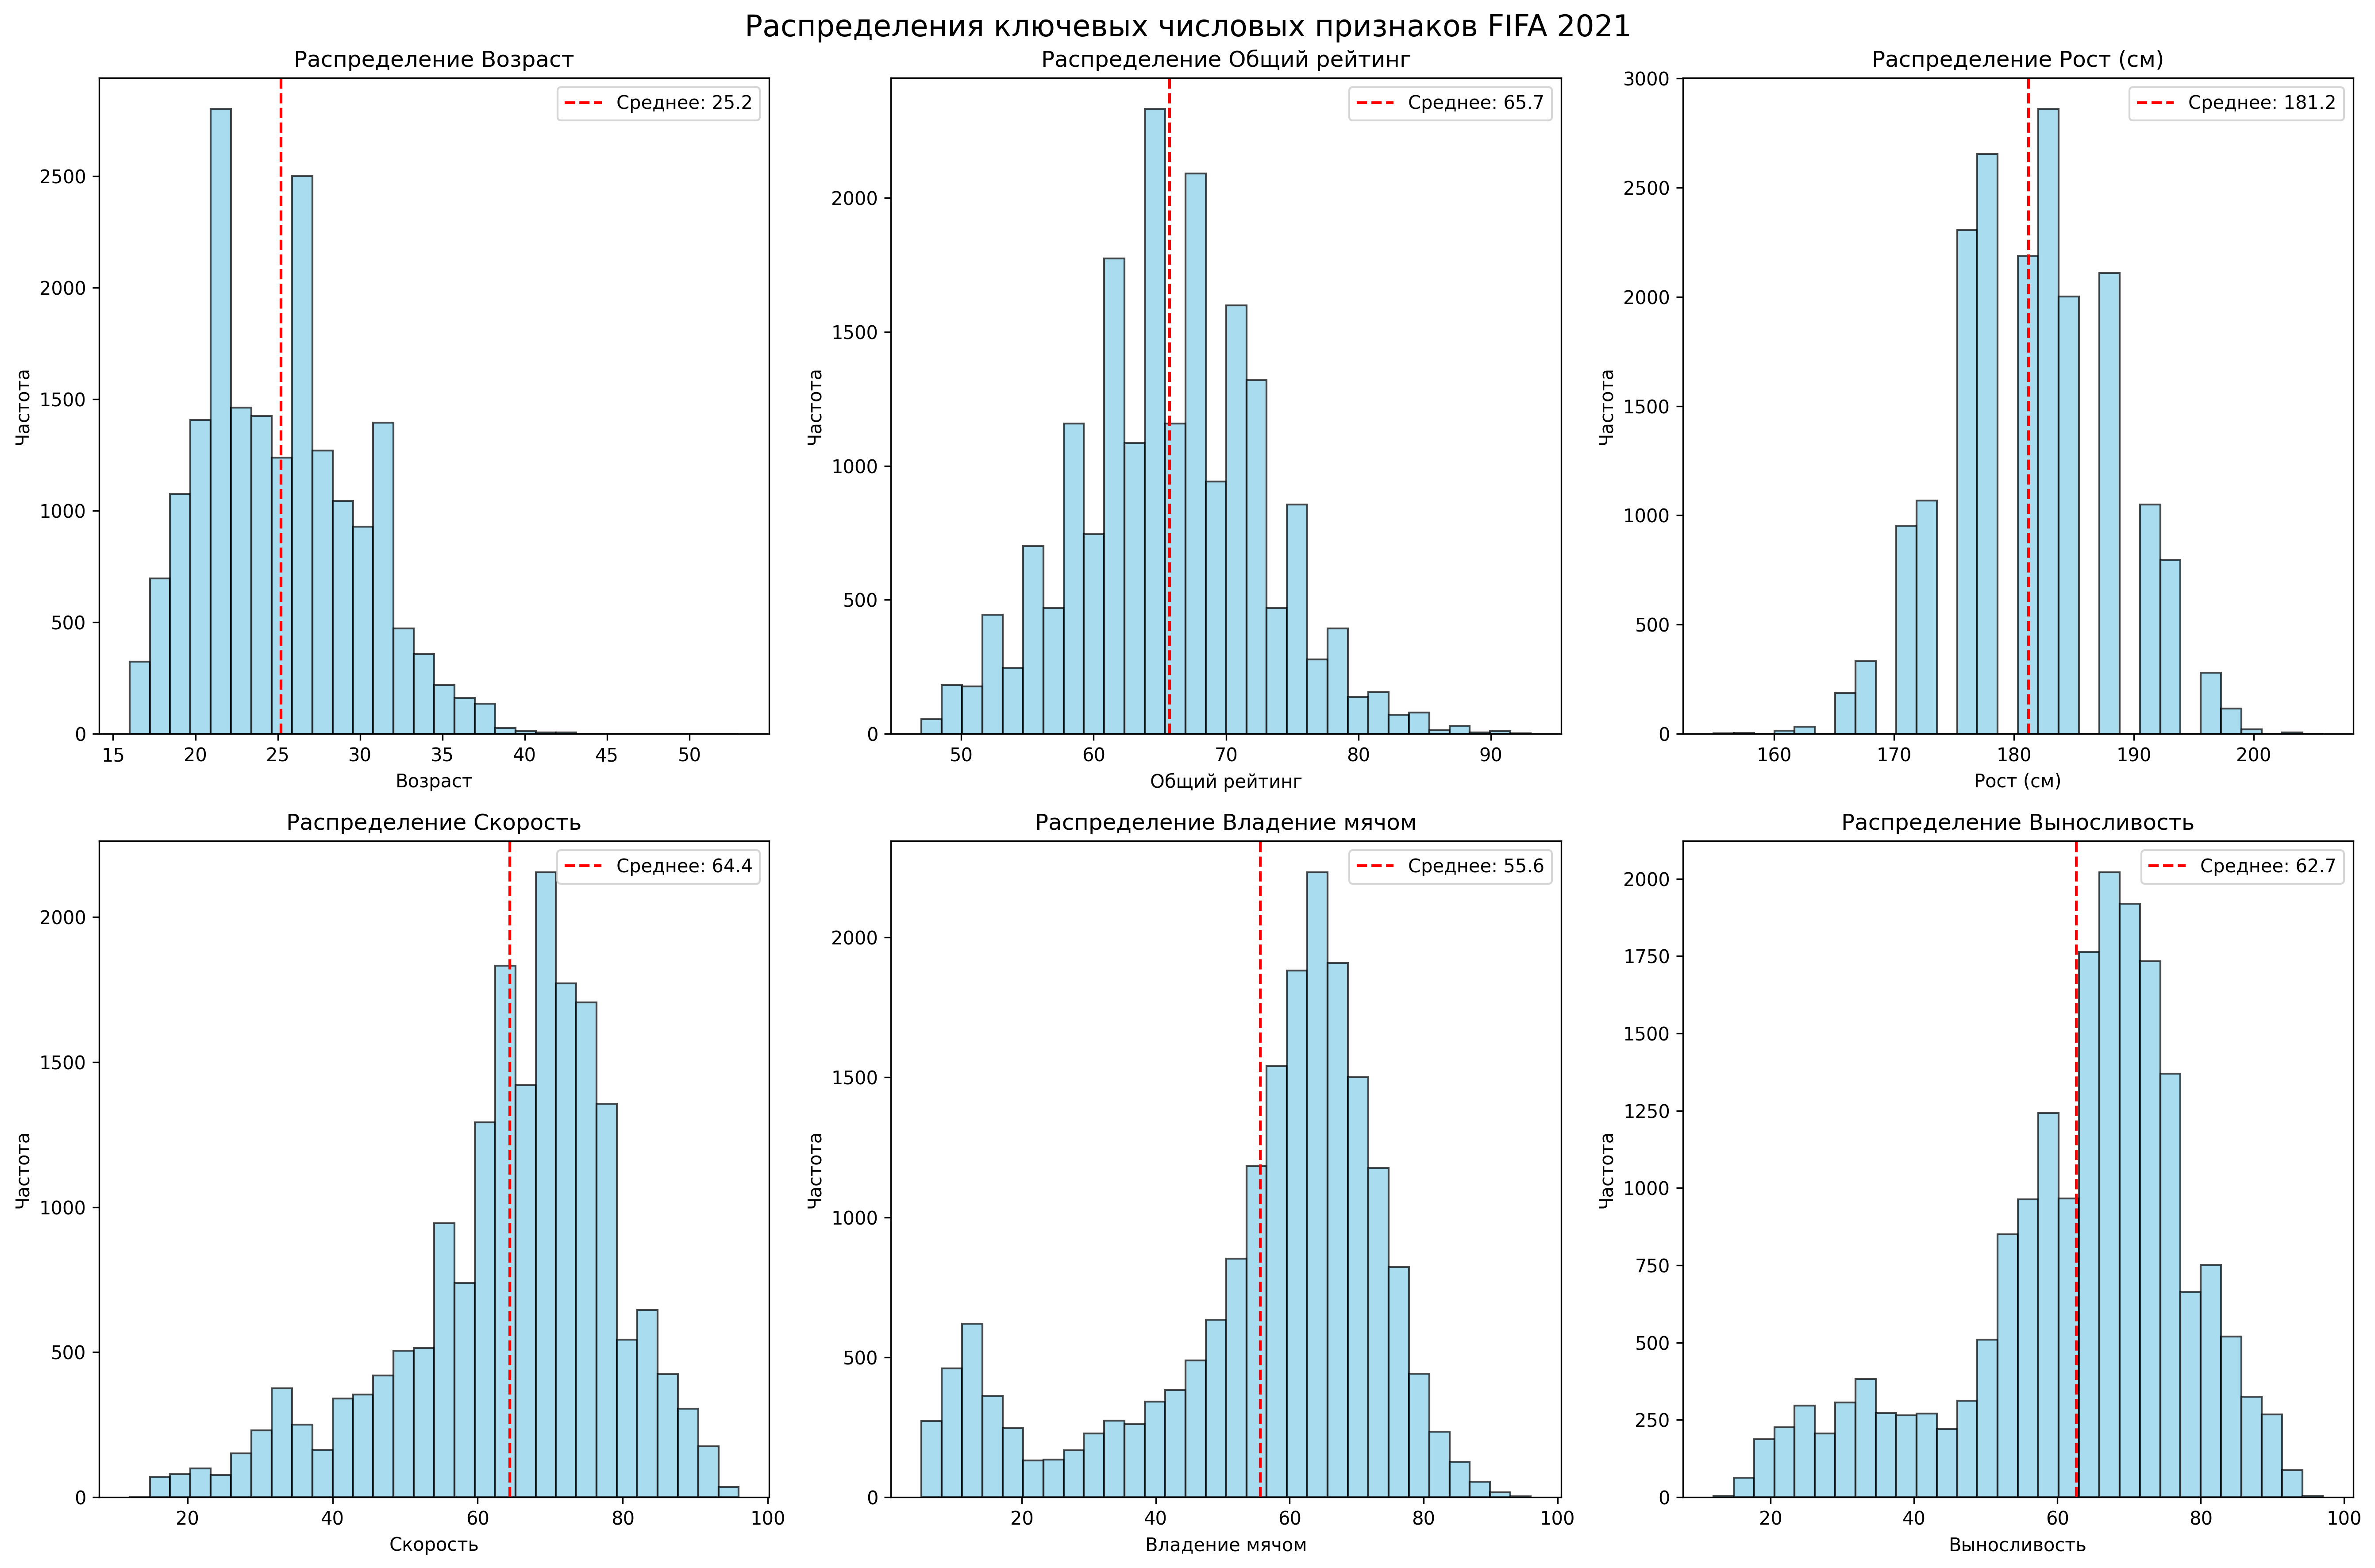 Распределения ключевых числовых признаков FIFA 2021
Распределение Возраст
Среднее: 25.2
Частота
2500
2000
1500
1000
500
0
15 20 25 30 35 40 45 50
Возраст
Распределение Общий рейтинг
Среднее: 65.7
Частота
2000
1500
1000
500
0
50 60 70 80 90
Общий рейтинг
Распределение Рост (см)
Среднее: 181.2
Частота
3000
2500
2000
1500
1000
500
0
160 170 180 190 200
Рост (см)
Распределение Скорость
Среднее: 64.4
Частота
2000
1500
1000
500
0
20 40 60 80 100
Скорость
Распределение Владение мячом
Среднее: 55.6
Частота
2000
1500
1000
500
0
20 40 60 80 100
Владение мячом
Распределение Выносливость
Среднее: 62.7
Частота
2000
1750
1500
1250
1000
750
500
250
0
20 40 60 80 100
Выносливость